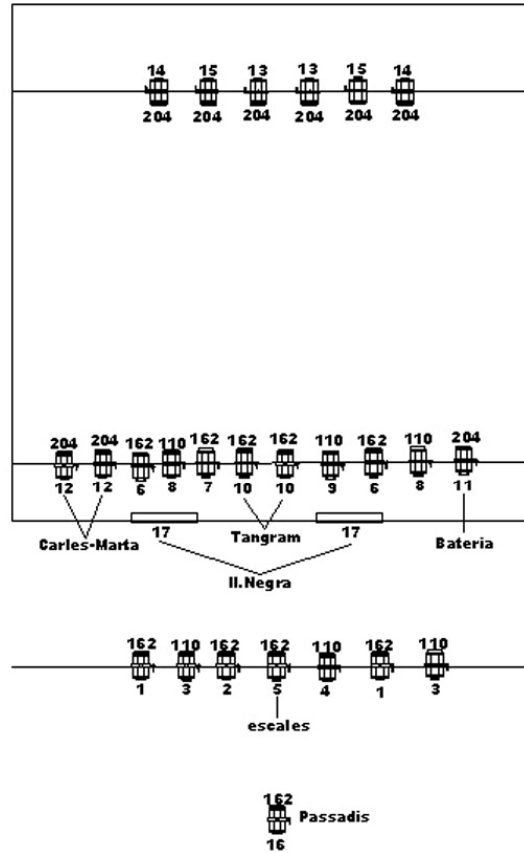 14 15 13 13 15 14
204 204 204 204 204 204
204 204 162 110 162 162 162 110 162 110 204
12 12 6 8 7 10 10 9 6 8 11
Carles-Marta 17 Tangram 17 Bateria
Il.Negra
162 110 162 162 110 162 110
1 3 2 5 4 1 3
escales
162
Passadis
16